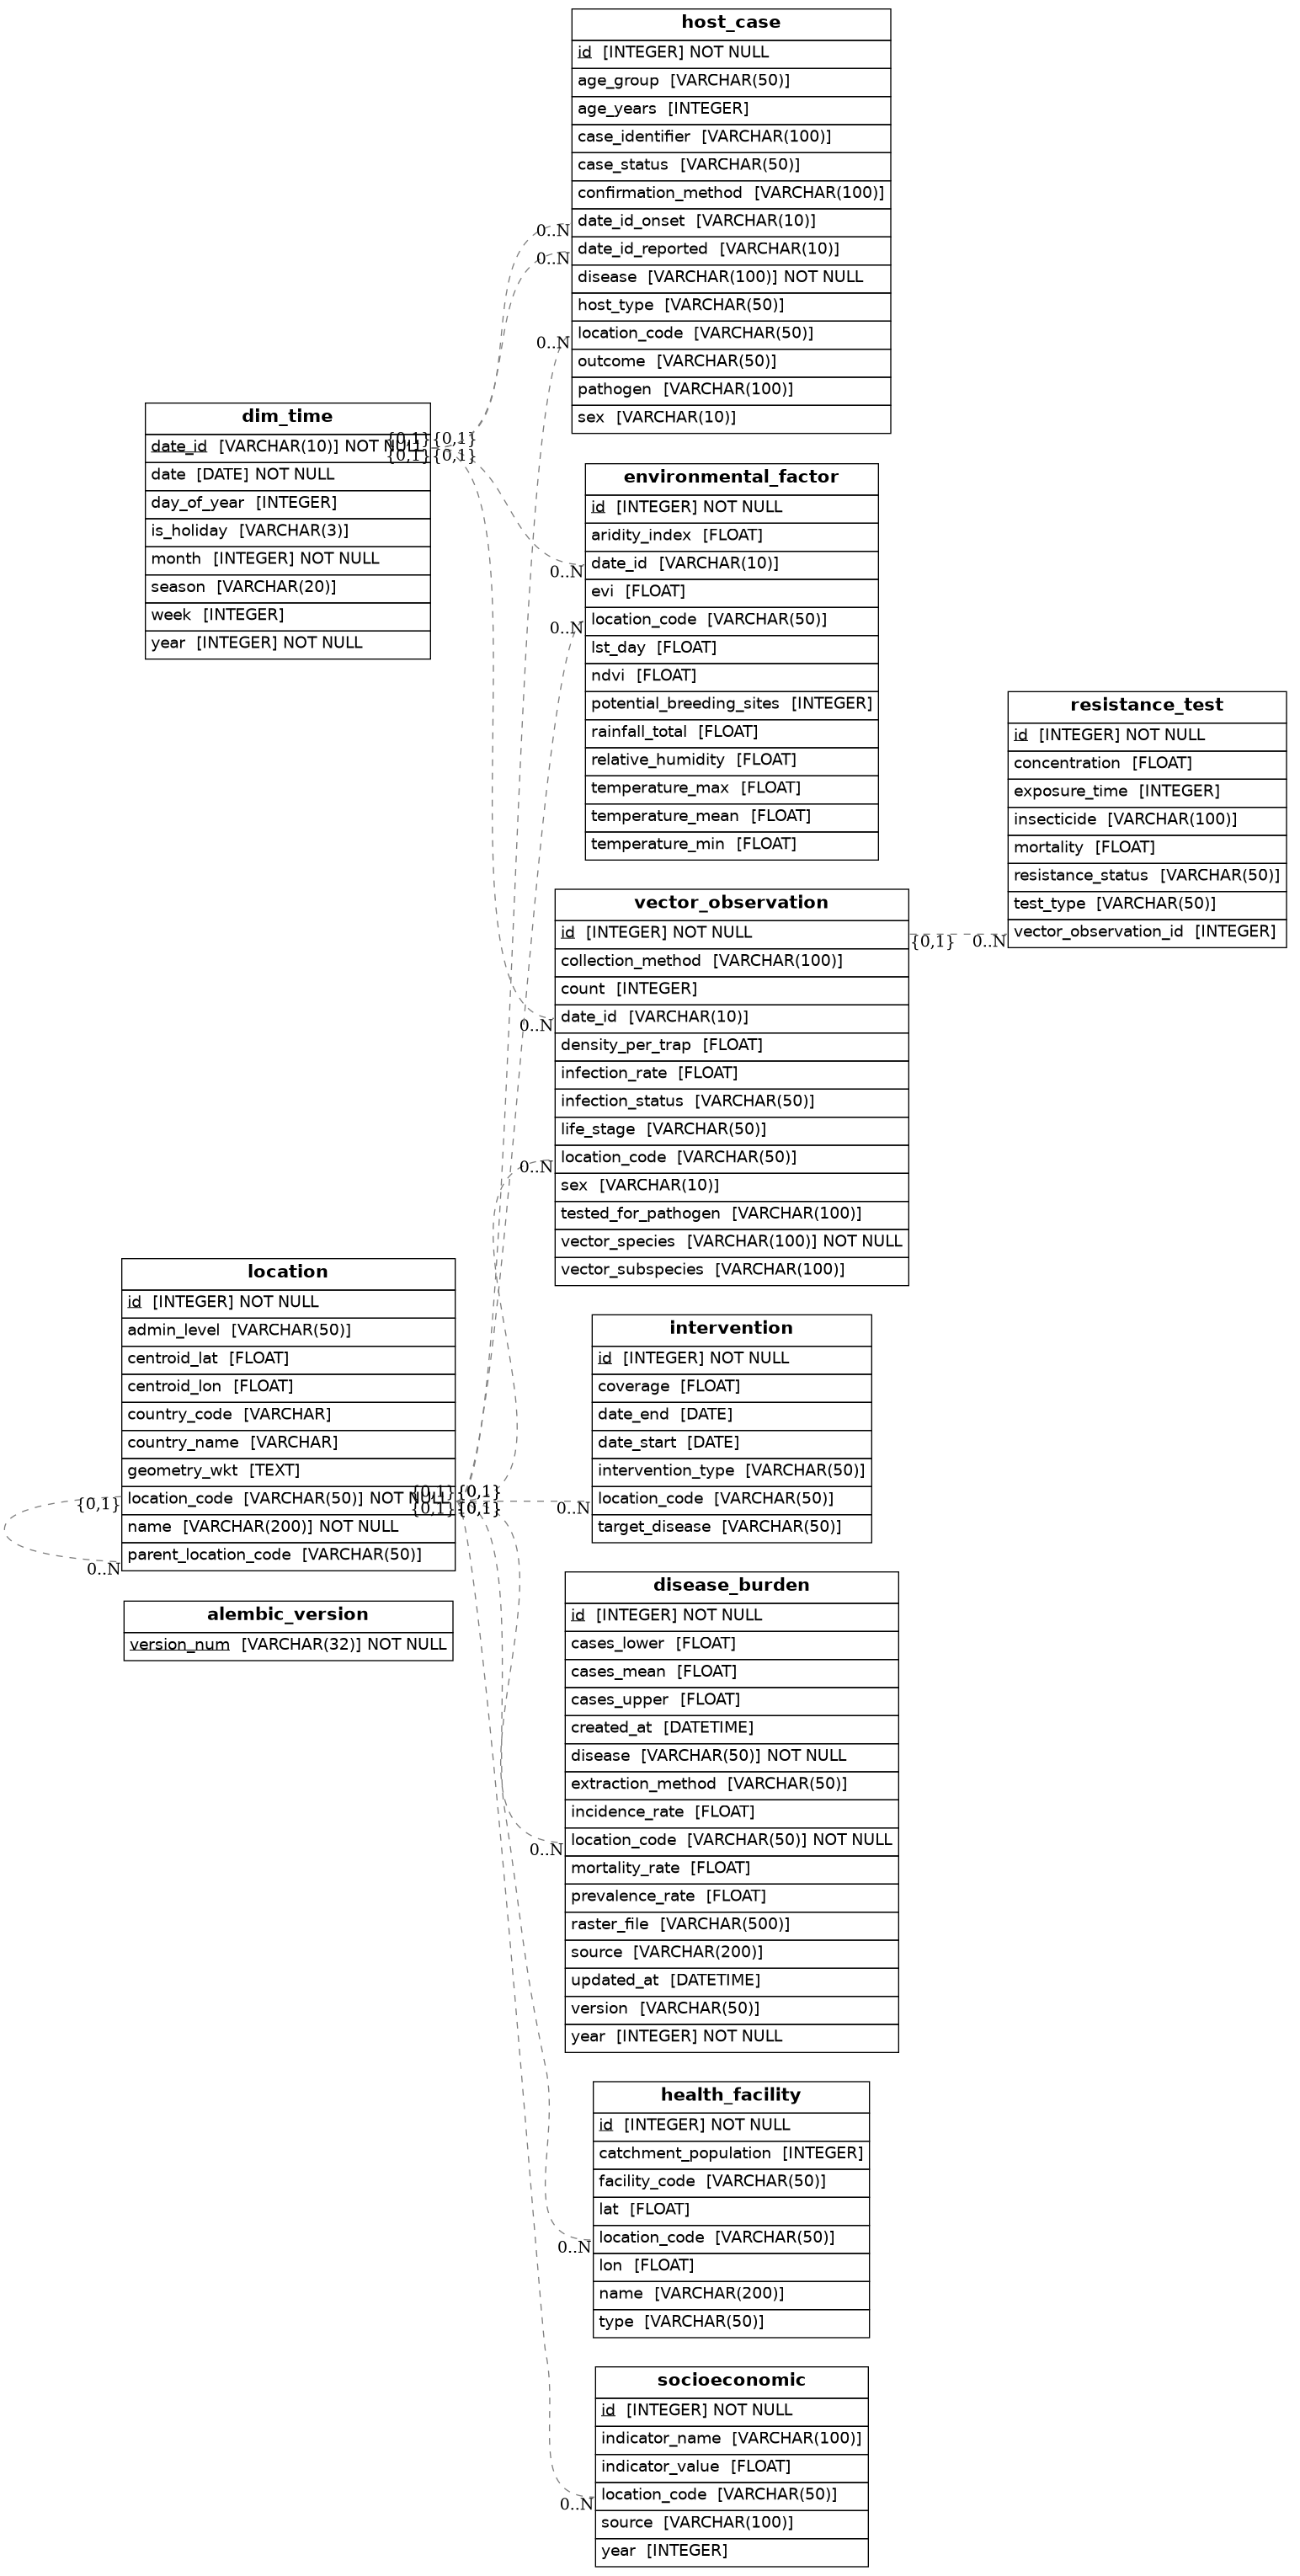 host_case
id [INTEGER] NOT NULL
age_group [VARCHAR(50)]
age_years [INTEGER]
case_identifier [VARCHAR(100)]
case_status [VARCHAR(50)]
confirmation_method [VARCHAR(100)]
date_id_onset [VARCHAR(10)]
0..N
date_id_reported [VARCHAR(10)]
0..N
disease [VARCHAR(100)] NOT NULL
host_type [VARCHAR(50)]
location_code [VARCHAR(50)]
0..N
outcome [VARCHAR(50)]
pathogen [VARCHAR(100)]
sex [VARCHAR(10)]
dim_time
date_id [VARCHAR(10)] NOT NULL
{0,1} {0,1}
{0,1} {0,1}
date [DATE] NOT NULL
day_of_year [INTEGER]
is_holiday [VARCHAR(3)]
month [INTEGER] NOT NULL
season [VARCHAR(20)]
week [INTEGER]
year [INTEGER] NOT NULL
environmental_factor
id [INTEGER] NOT NULL
aridity_index [FLOAT]
date_id [VARCHAR(10)]
0..N
evi [FLOAT]
location_code [VARCHAR(50)]
0..N
lst_day [FLOAT]
ndvi [FLOAT]
potential_breeding_sites [INTEGER]
rainfall_total [FLOAT]
relative_humidity [FLOAT]
temperature_max [FLOAT]
temperature_mean [FLOAT]
temperature_min [FLOAT]
resistance_test
id [INTEGER] NOT NULL
concentration [FLOAT]
exposure_time [INTEGER]
insecticide [VARCHAR(100)]
mortality [FLOAT]
resistance_status [VARCHAR(50)]
test_type [VARCHAR(50)]
vector_observation_id [INTEGER]
{0,1} 0..N
vector_observation
id [INTEGER] NOT NULL
collection_method [VARCHAR(100)]
count [INTEGER]
date_id [VARCHAR(10)]
0..N
density_per_trap [FLOAT]
infection_rate [FLOAT]
infection_status [VARCHAR(50)]
life_stage [VARCHAR(50)]
location_code [VARCHAR(50)]
0..N
sex [VARCHAR(10)]
tested_for_pathogen [VARCHAR(100)]
vector_species [VARCHAR(100)] NOT NULL
vector_subspecies [VARCHAR(100)]
location
id [INTEGER] NOT NULL
admin_level [VARCHAR(50)]
centroid_lat [FLOAT]
centroid_lon [FLOAT]
country_code [VARCHAR]
country_name [VARCHAR]
geometry_wkt [TEXT]
location_code [VARCHAR(50)] NOT NULL
{0,1}
{0,1} {0,1}
{0,1} {0,1}
name [VARCHAR(200)] NOT NULL
parent_location_code [VARCHAR(50)]
0..N
alembic_version
version_num [VARCHAR(32)] NOT NULL
intervention
id [INTEGER] NOT NULL
coverage [FLOAT]
date_end [DATE]
date_start [DATE]
intervention_type [VARCHAR(50)]
location_code [VARCHAR(50)]
0..N
target_disease [VARCHAR(50)]
disease_burden
id [INTEGER] NOT NULL
cases_lower [FLOAT]
cases_mean [FLOAT]
cases_upper [FLOAT]
created_at [DATETIME]
disease [VARCHAR(50)] NOT NULL
extraction_method [VARCHAR(50)]
incidence_rate [FLOAT]
location_code [VARCHAR(50)] NOT NULL
0..N
mortality_rate [FLOAT]
prevalence_rate [FLOAT]
raster_file [VARCHAR(500)]
source [VARCHAR(200)]
updated_at [DATETIME]
version [VARCHAR(50)]
year [INTEGER] NOT NULL
health_facility
id [INTEGER] NOT NULL
catchment_population [INTEGER]
facility_code [VARCHAR(50)]
lat [FLOAT]
location_code [VARCHAR(50)]
0..N
lon [FLOAT]
name [VARCHAR(200)]
type [VARCHAR(50)]
socioeconomic
id [INTEGER] NOT NULL
indicator_name [VARCHAR(100)]
indicator_value [FLOAT]
location_code [VARCHAR(50)]
0..N
source [VARCHAR(100)]
year [INTEGER]